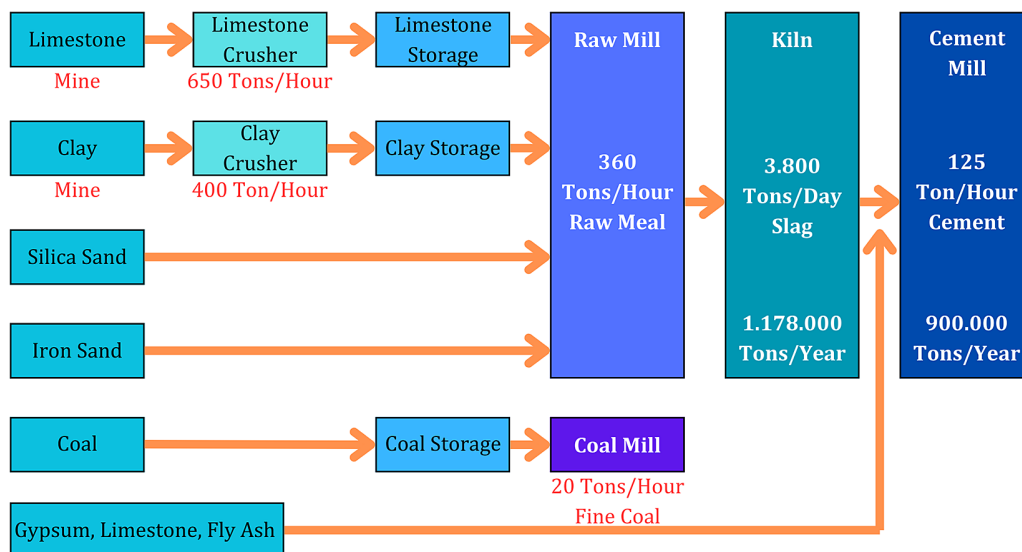 Limestone
Mine
Limestone
Crusher
650 Tons/Hour
Limestone
Storage
Clay
Mine
Clay
Crusher
400 Ton/Hour
Clay Storage
Silica Sand
Iron Sand
Raw Mill
360
Tons/Hour
Raw Meal
Kiln
3.800
Tons/Day
Slag
1.178.000
Tons/Year
Cement
Mill
125
Ton/Hour
Cement
900.000
Tons/Year
Coal
Coal Storage
Coal Mill
20 Tons/Hour
Fine Coal
Gypsum, Limestone, Fly Ash